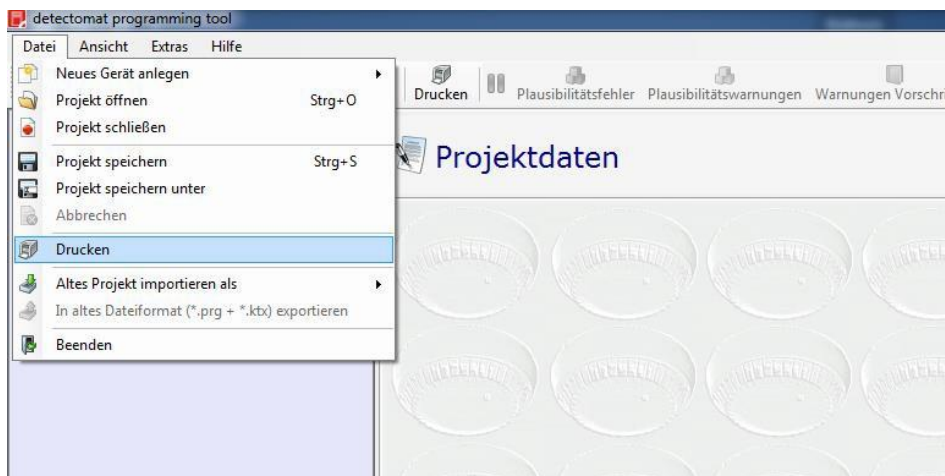 detectomat programming tool
Datei Ansicht Extras Hilfe
Neues Gerät anlegen
Projekt öffnen Strg+O
Projekt schließen
Projekt speichern Strg+S
Projekt speichern unter
Abbrechen
Drucken
Altes Projekt importieren als
In altes Dateiformat (*.prg + *.ktx) exportieren
Beenden
Drucken Plausibilitätsfehler Plausibilitätswarnungen Warnungen Vorschri
Projektdaten